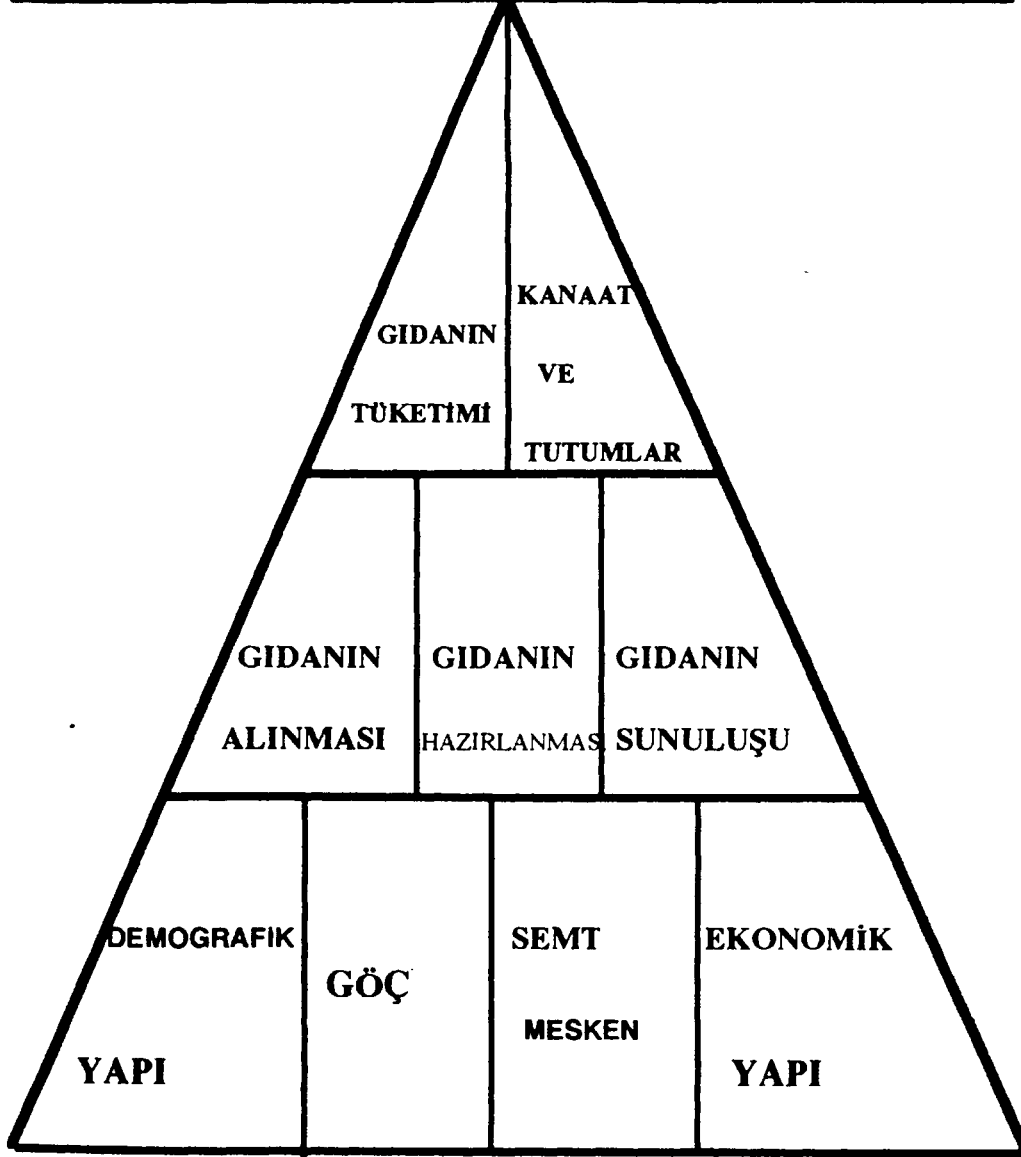 GIDANIN
TÜKETİMİ
KANAAT
VE
TUTUMLAR
GIDANIN
ALINMASI
GIDANIN
HAZIRLANMAS
GIDANIN
SUNULUŞU
DEMOGRAFIK
YAPI
GÖÇ
SEMT
MESKEN
EKONOMİK
YAPI